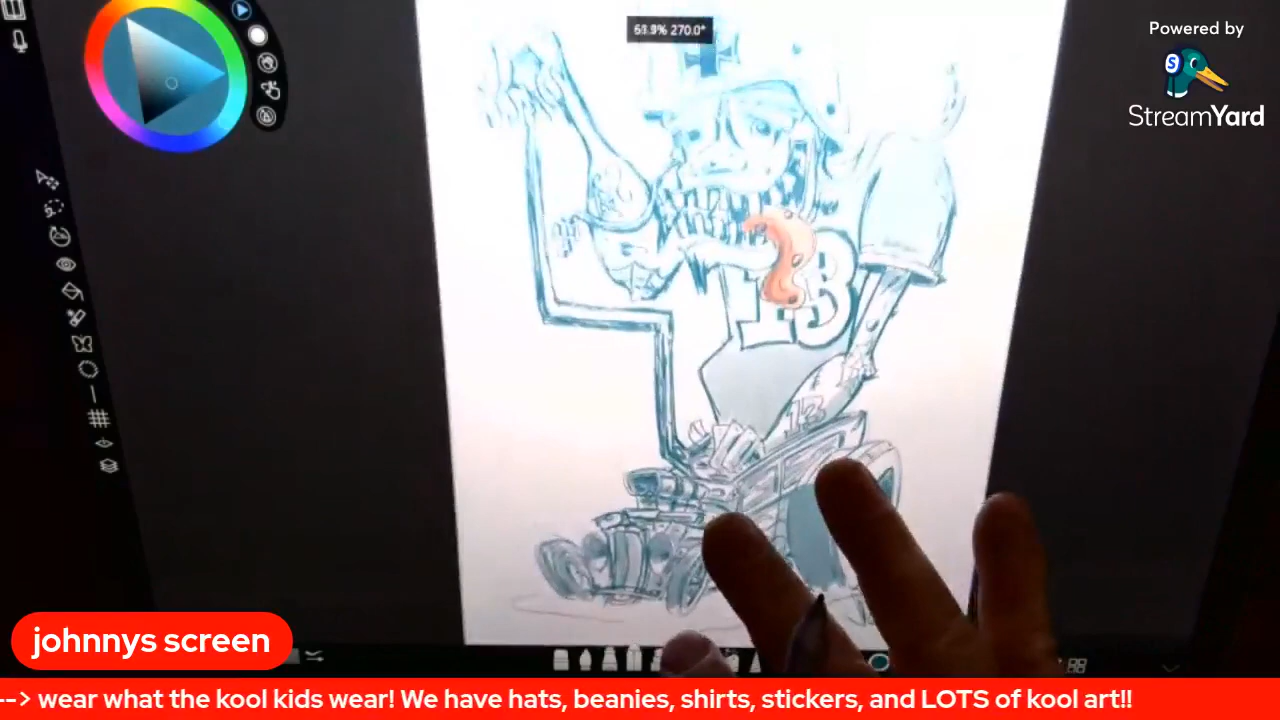 63.9% 270.0°
Powered by
S
StreamYard
13
13
johnnys screen
--> wear what the kool kids wear! We have hats, beanies, shirts, stickers, and LOTS of kool art!!